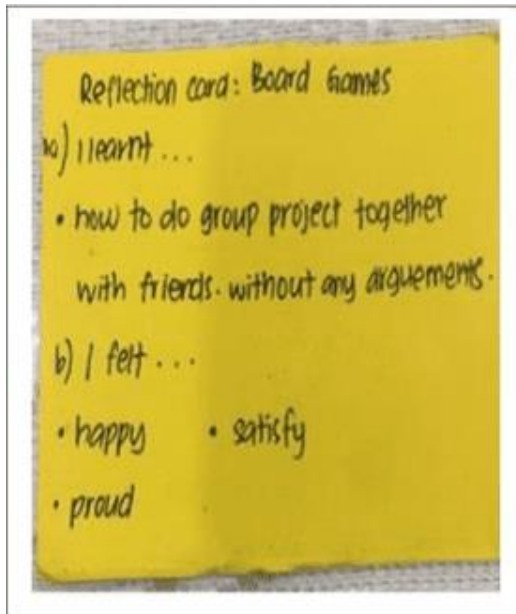 Reflection card: Board Games
a) I learnt ...
• how to do group project together
with friends. without any arguements.
b) I felt ...
• happy • satisfy
• proud